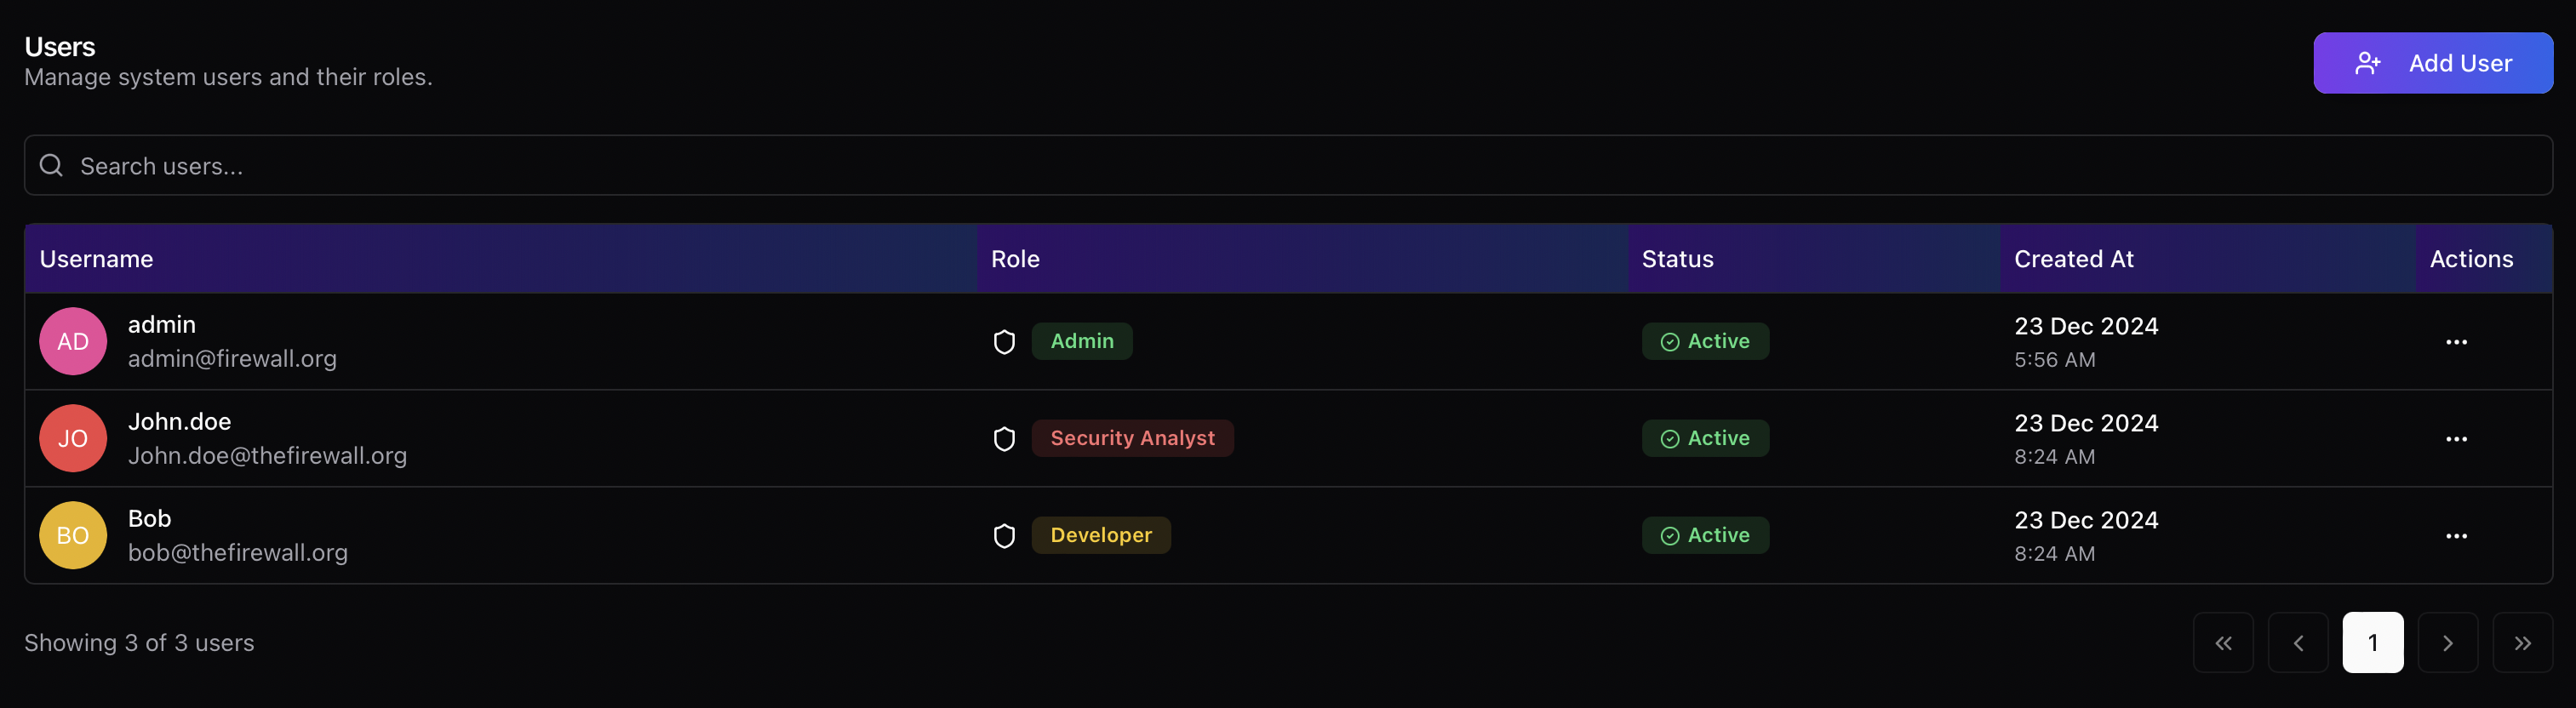 Users
Manage system users and their roles.
Add User
Search users...
Username Role Status Created At Actions
AD admin Admin Active 23 Dec 2024
admin@firewall.org 5:56 AM
JO John.doe Security Analyst Active 23 Dec 2024
John.doe@thefirewall.org 8:24 AM
BO Bob Developer Active 23 Dec 2024
bob@thefirewall.org 8:24 AM
Showing 3 of 3 users
1